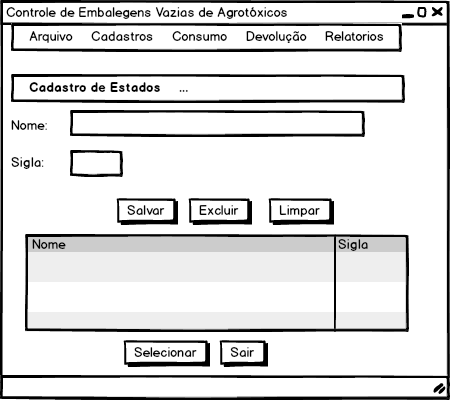 Controle de Embalegens Vazias de Agrotóxicos
Arquivo Cadastros Consumo Devolução Relatorios
Cadastro de Estados ...
Nome:
Sigla:
Salvar Excluir Limpar
Nome Sigla
Selecionar Sair